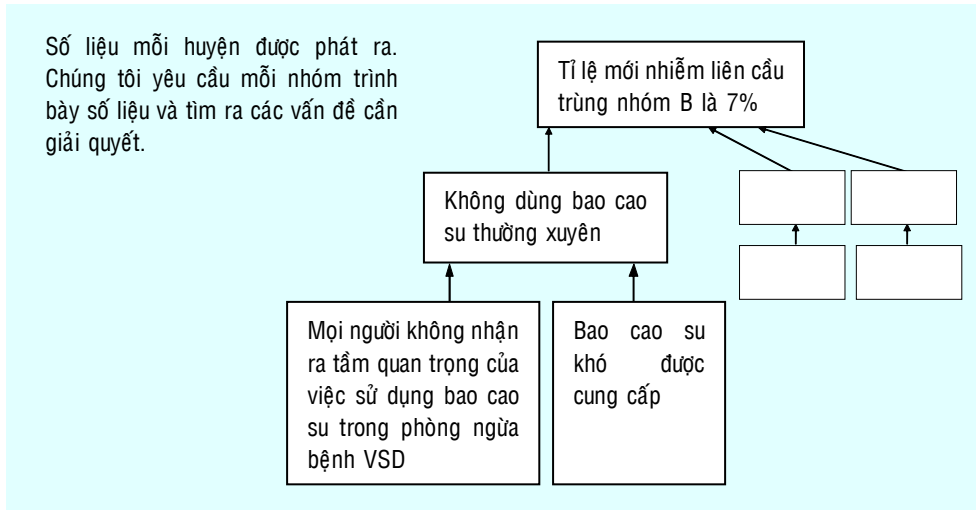 Số liệu mỗi huyện được phát ra.
Chúng tôi yêu cầu mỗi nhóm trình
bày số liệu và tìm ra các vấn đề cần
giải quyết.
Tỉ lệ mới nhiễm liên cầu
trùng nhóm B là 7%
Không dùng bao cao
su thường xuyên
Mọi người không nhận
ra tầm quan trọng của
việc sử dụng bao cao
su trong phòng ngừa
bệnh VSD
Bao cao su
khó được
cung cấp